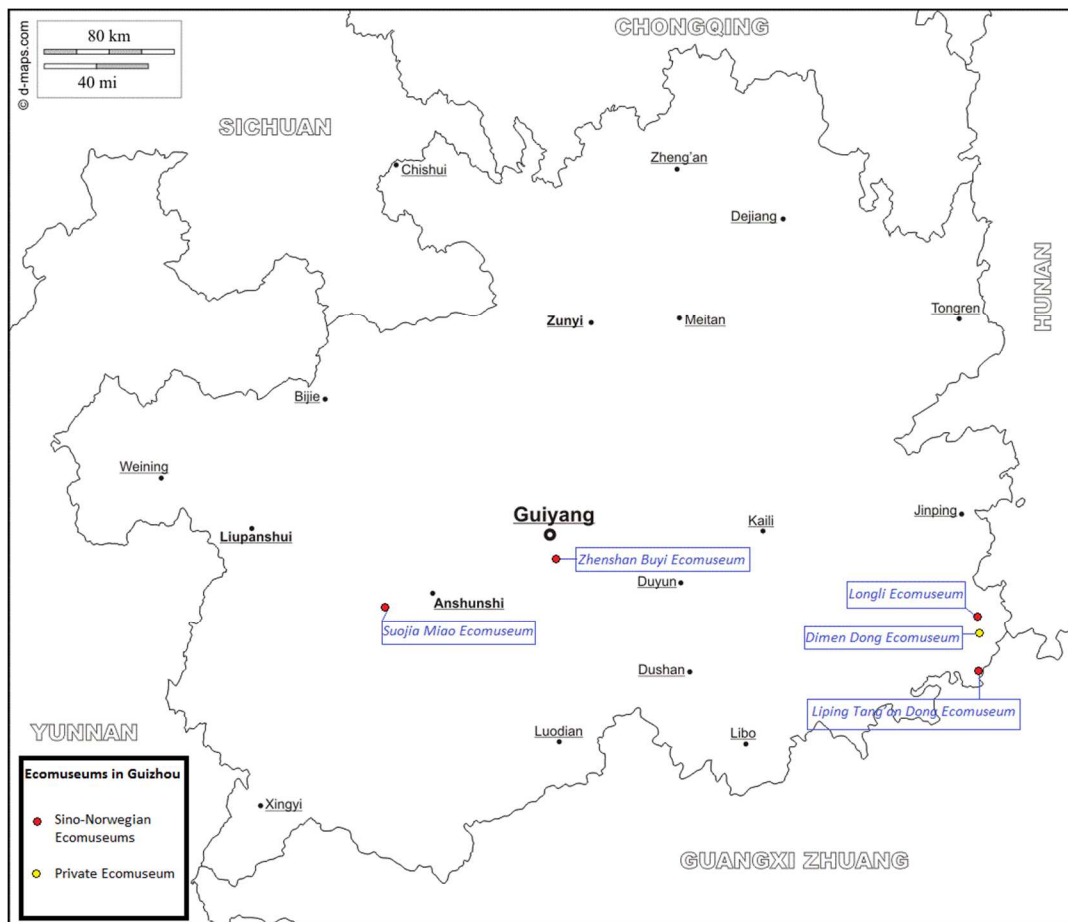 © d-maps.com
80 km
40 mi
CHONGQING
SICHUAN
Zheng'an
Chishui
Dejiang
HUNAN
Tongren
Zunyi
Meitan
Bijie
Weining
Guiyang
Jinping
Kaili
Liupanshui
Zhenshan Buyi Ecomuseum
Duyun
Longli Ecomuseum
Anshunshi
Suojia Miao Ecomuseum
Dimen Dong Ecomuseum
Dushan
Liping Tang'an Dong Ecomuseum
YUNNAN
Luodian
Libo
Ecomuseums in Guizhou
Sino-Norwegian
Ecomuseums
Private Ecomuseum
Xingyi
GUANGXI ZHUANG